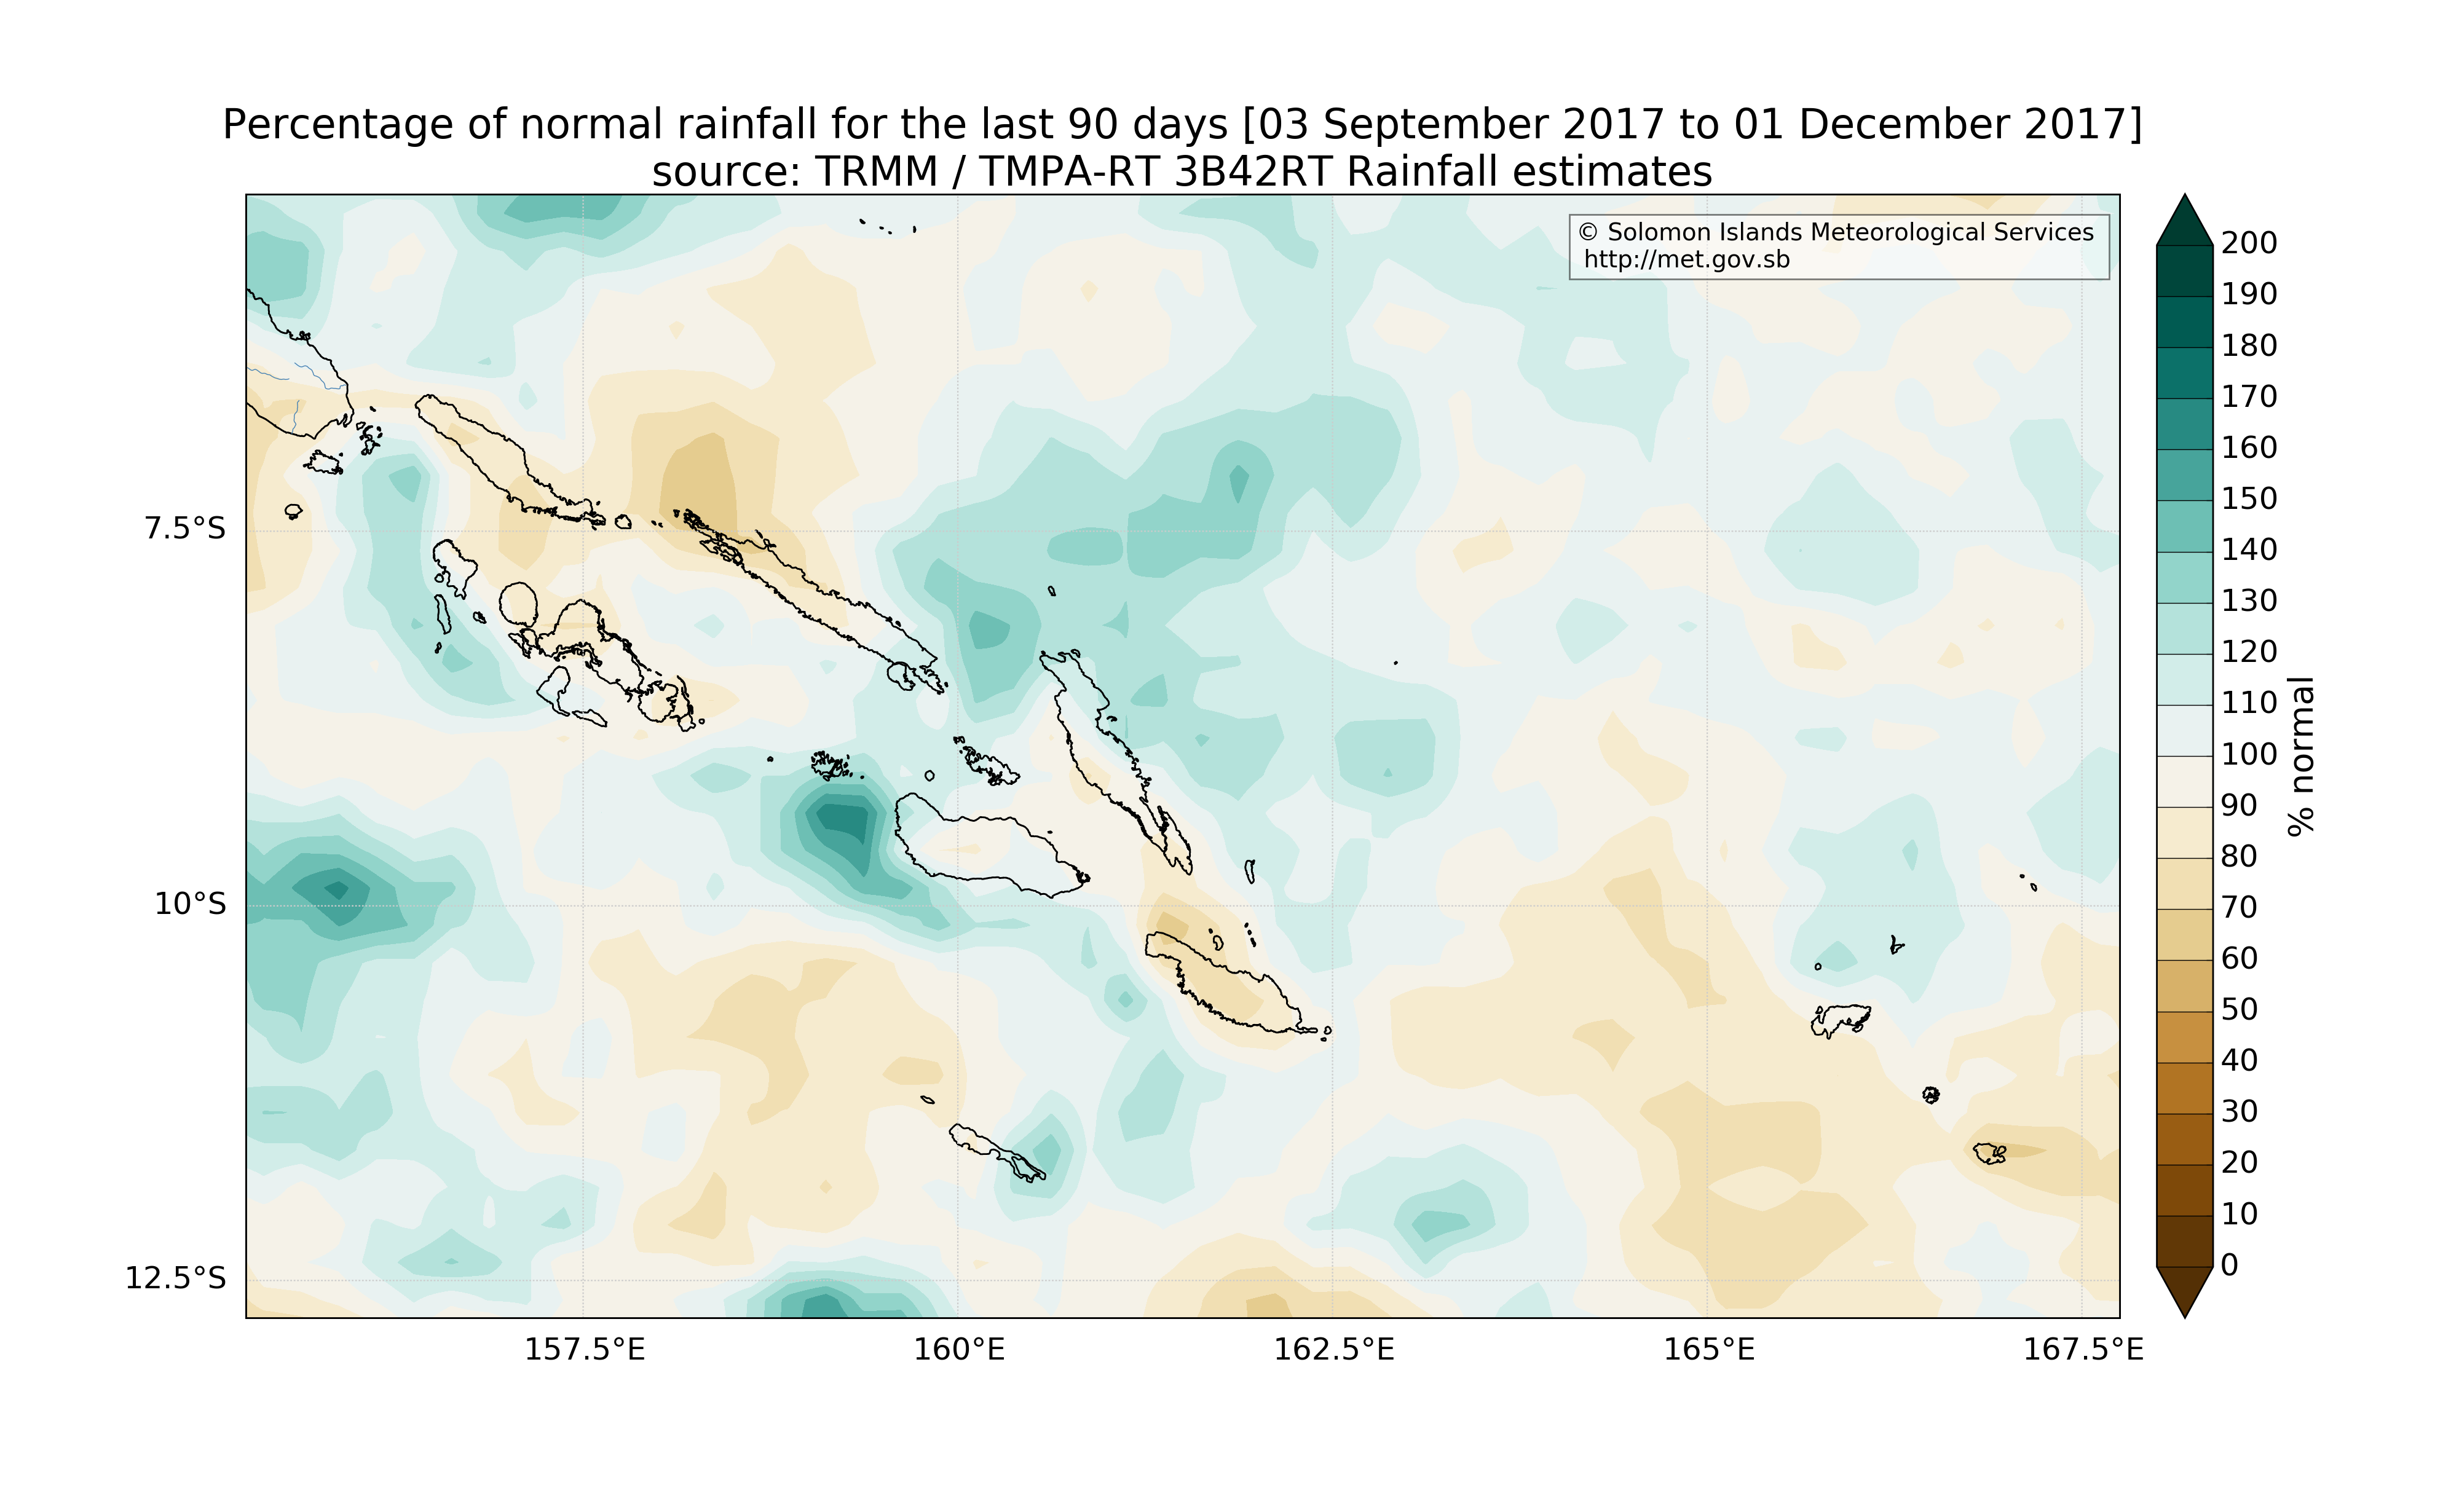 Percentage of normal rainfall for the last 90 days [03 September 2017 to 01 December 2017]
source: TRMM / TMPA-RT 3B42RT Rainfall estimates
© Solomon Islands Meteorological Services
http://met.gov.sb
7.5°S
10°S
12.5°S
157.5°E
160°E
162.5°E
165°E
167.5°E
200
190
180
170
160
150
140
130
120
110
100
90
80
70
60
50
40
30
20
10
0
% normal